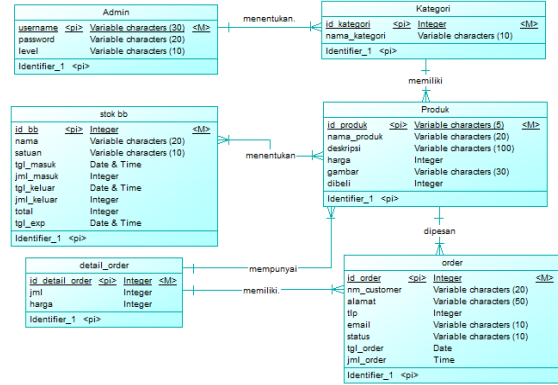 Admin
username <pi> Variable characters (30) <M>
password Variable characters (20)
level Variable characters (10)
Identifier_1 <pi>
menentukan.
Kategori
id_kategori <pi> Integer <M>
nama_kategori Variable characters (10)
Identifier_1 <pi>
memiliki
stok bb
id_bb <pi> Integer <M>
nama Variable characters (20)
satuan Variable characters (10)
tgl_masuk Date & Time
jml_masuk Integer
tgl_keluar Date & Time
jml_keluar Integer
total Integer
tgl_exp Date & Time
Identifier_1 <pi>
menentukan
Produk
id_produk <pi> Variable characters (5) <M>
nama_produk Variable characters (20)
deskripsi Variable characters (100)
harga Integer
gambar Variable characters (30)
dibeli Integer
Identifier_1 <pi>
dipesan
detail_order
id_detail_order <pi> Integer <M>
jml Integer
harga Integer
Identifier_1 <pi>
mempunyai
memiliki.
order
id_order <pi> Integer <M>
nm_customer Variable characters (20)
alamat Variable characters (50)
tlp Integer
email Variable characters (10)
status Variable characters (10)
tgl_order Date
jml_order Time
Identifier_1 <pi>